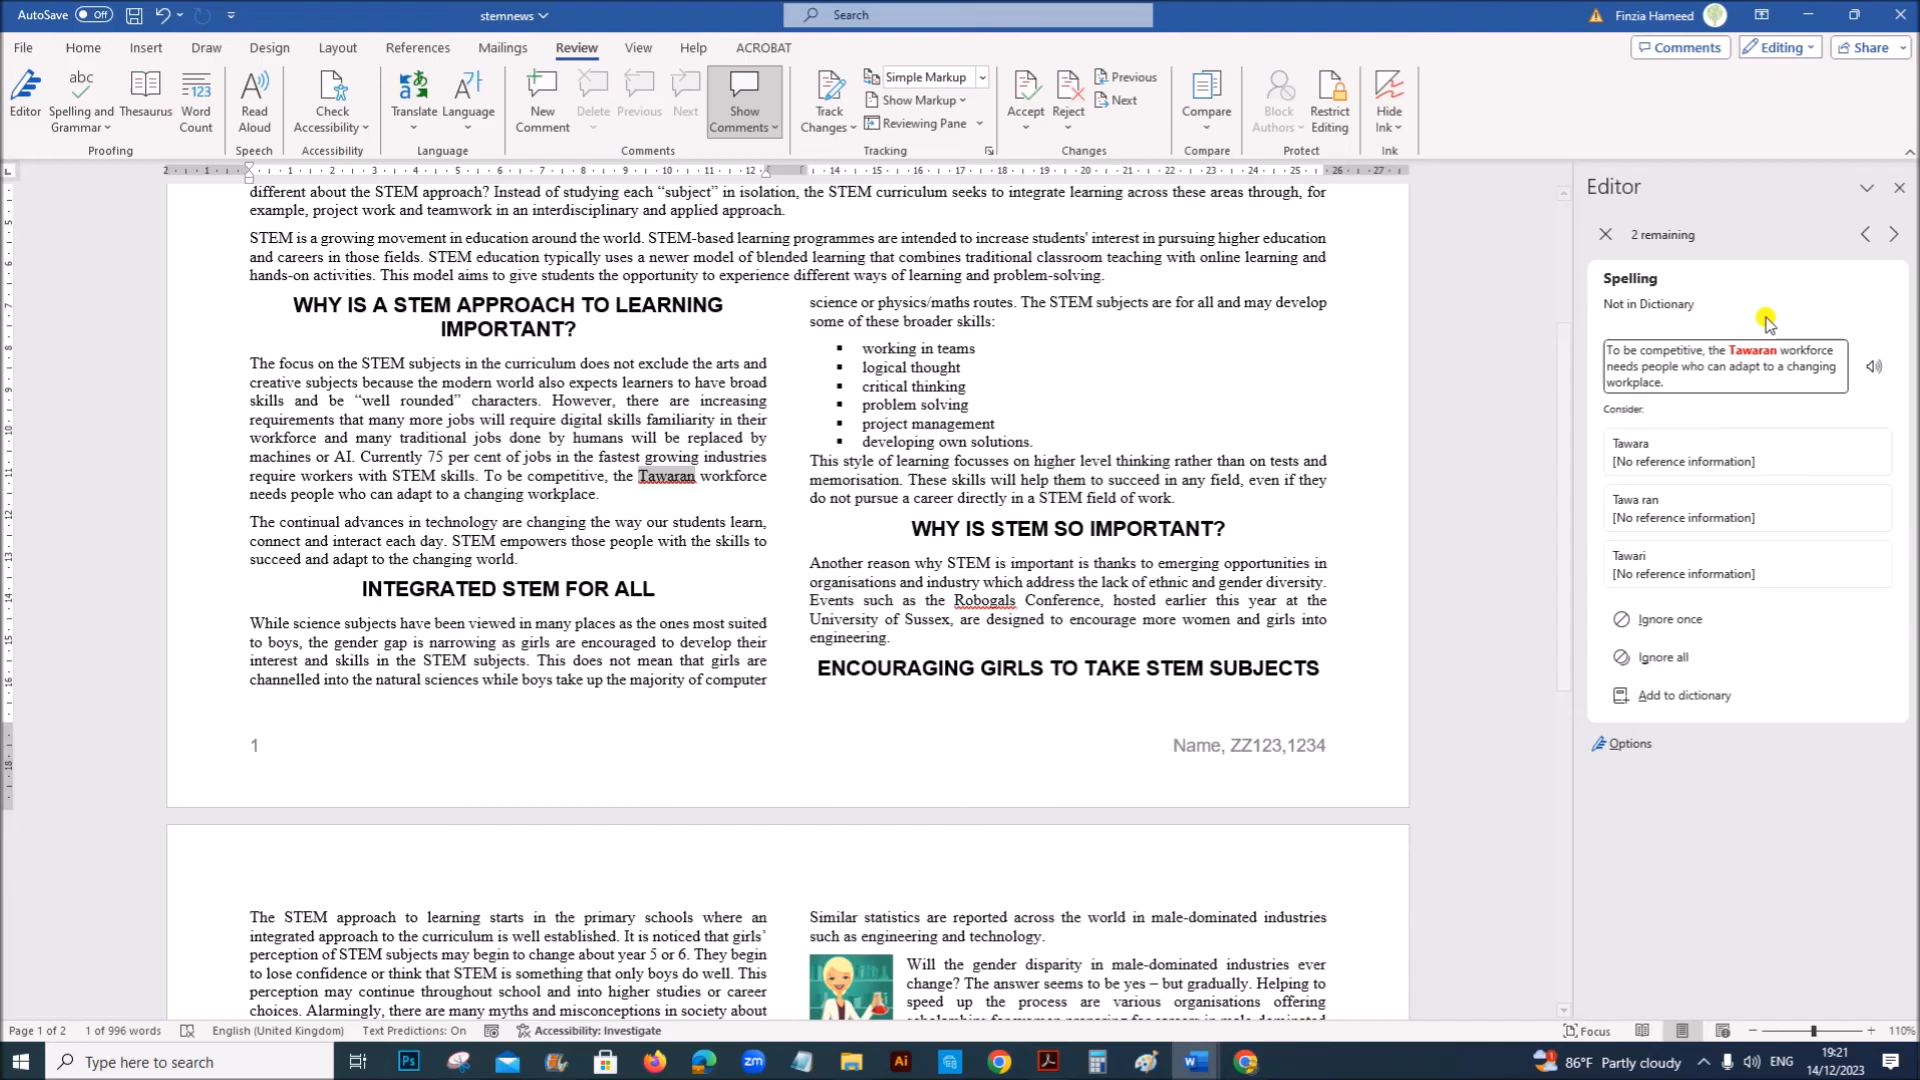 AutoSave Off
stemnews
Search
Finzia Hameed
File Home Insert Draw Design Layout References Mailings Review View Help ACROBAT
Comments Editing Share
Editor
Spelling and Grammar
Thesaurus
Word Count
Proofing
Read Aloud
Speech
Check Accessibility
Accessibility
Translate
Language
Language
New Comment
Delete
Previous
Next
Show Comments
Comments
Track Changes
Simple Markup
Show Markup
Reviewing Pane
Tracking
Accept
Reject
Previous
Next
Changes
Compare
Compare
Block Authors
Restrict Editing
Protect
Hide Ink
Ink
different about the STEM approach? Instead of studying each “subject” in isolation, the STEM curriculum seeks to integrate learning across these areas through, for
example, project work and teamwork in an interdisciplinary and applied approach.
STEM is a growing movement in education around the world. STEM-based learning programmes are intended to increase students' interest in pursuing higher education
and careers in those fields. STEM education typically uses a newer model of blended learning that combines traditional classroom teaching with online learning and
hands-on activities. This model aims to give students the opportunity to experience different ways of learning and problem-solving.
WHY IS A STEM APPROACH TO LEARNING
IMPORTANT?
The focus on the STEM subjects in the curriculum does not exclude the arts and
creative subjects because the modern world also expects learners to have broad
skills and be “well rounded” characters. However, there are increasing
requirements that many more jobs will require digital skills familiarity in their
workforce and many traditional jobs done by humans will be replaced by
machines or AI. Currently 75 per cent of jobs in the fastest growing industries
require workers with STEM skills. To be competitive, the Tawaran workforce
needs people who can adapt to a changing workplace.
The continual advances in technology are changing the way our students learn,
connect and interact each day. STEM empowers those people with the skills to
succeed and adapt to the changing world.
INTEGRATED STEM FOR ALL
While science subjects have been viewed in many places as the ones most suited
to boys, the gender gap is narrowing as girls are encouraged to develop their
interest and skills in the STEM subjects. This does not mean that girls are
channelled into the natural sciences while boys take up the majority of computer
science or physics/maths routes. The STEM subjects are for all and may develop
some of these broader skills:
▪ working in teams
▪ logical thought
▪ critical thinking
▪ problem solving
▪ project management
▪ developing own solutions.
This style of learning focusses on higher level thinking rather than on tests and
memorisation. These skills will help them to succeed in any field, even if they
do not pursue a career directly in a STEM field of work.
WHY IS STEM SO IMPORTANT?
Another reason why STEM is important is thanks to emerging opportunities in
organisations and industry which address the lack of ethnic and gender diversity.
Events such as the Robogals Conference, hosted earlier this year at the
University of Sussex, are designed to encourage more women and girls into
engineering.
ENCOURAGING GIRLS TO TAKE STEM SUBJECTS
1
Name, ZZ123,1234
The STEM approach to learning starts in the primary schools where an
integrated approach to the curriculum is well established. It is noticed that girls’
perception of STEM subjects may begin to change about year 5 or 6. They begin
to lose confidence or think that STEM is something that only boys do well. This
perception may continue throughout school and into higher studies or career
choices. Alarmingly, there are many myths and misconceptions in society about
Similar statistics are reported across the world in male-dominated industries
such as engineering and technology.
Will the gender disparity in male-dominated industries ever
change? The answer seems to be yes – but gradually. Helping to
speed up the process are various organisations offering
Editor
2 remaining
Spelling
Not in Dictionary
To be competitive, the Tawaran workforce
needs people who can adapt to a changing
workplace.
Consider:
Tawara
[No reference information]
Tawa ran
[No reference information]
Tawari
[No reference information]
Ignore once
Ignore all
Add to dictionary
Options
Page 1 of 2 1 of 996 words English (United Kingdom) Text Predictions: On Accessibility: Investigate
Focus 110%
Type here to search
86°F Partly cloudy
ENG
19:21
14/12/2023